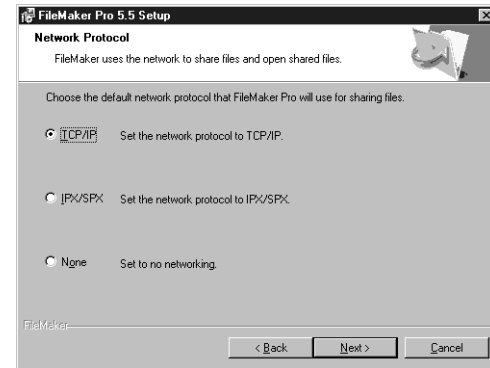 FileMaker Pro 5.5 Setup
Network Protocol
FileMaker uses the network to share files and open shared files.
Choose the default network protocol that FileMaker Pro will use for sharing files.
TCP/IP Set the network protocol to TCP/IP.
IPX/SPX Set the network protocol to IPX/SPX.
None Set to no networking.
FileMaker
< Back Next > Cancel